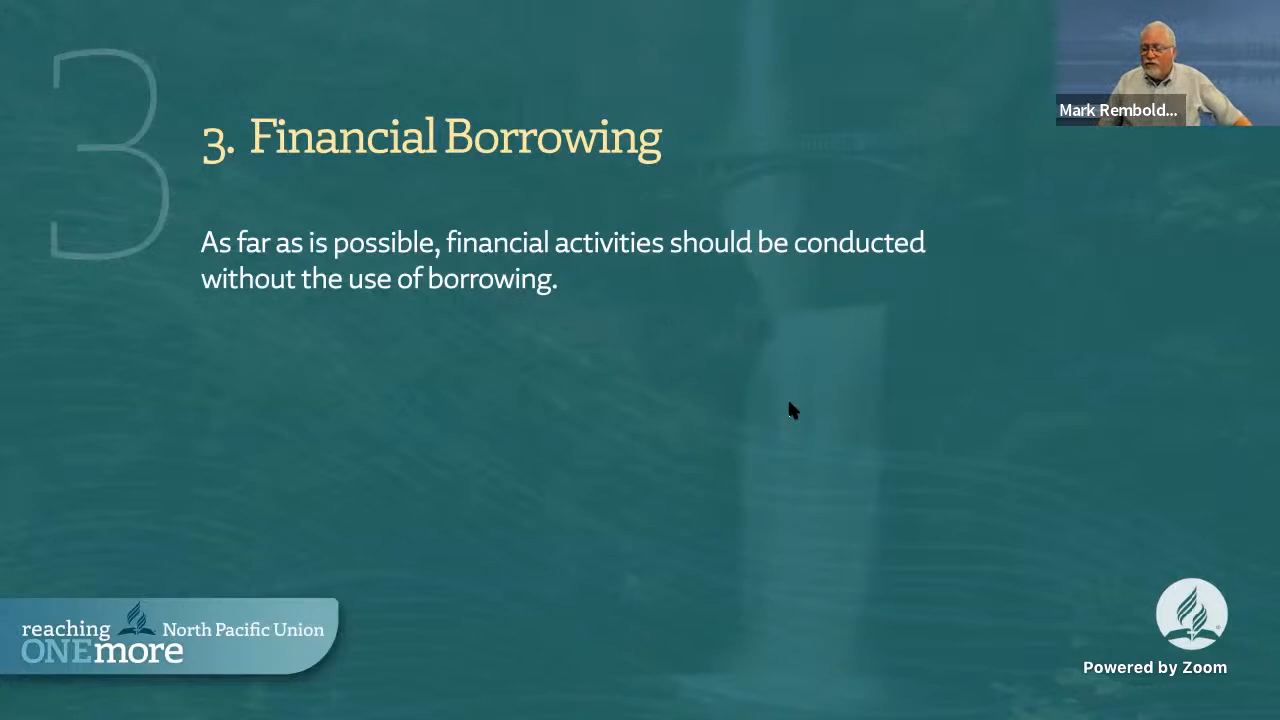 3
3. Financial Borrowing
As far as is possible, financial activities should be conducted
without the use of borrowing.
Mark Rembold...
reaching
ONEmore
North Pacific Union
Powered by Zoom